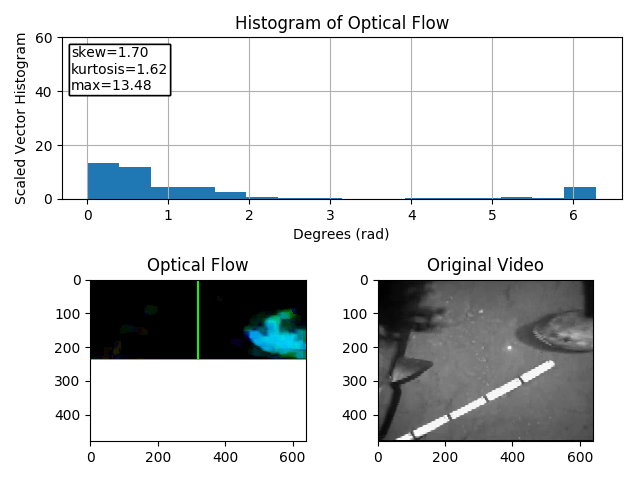 Histogram of Optical Flow
60
40
20
0
Scaled Vector Histogram
skew=1.70
kurtosis=1.62
max=13.48
0 1 2 3 4 5 6
Degrees (rad)
Optical Flow
0
100
200
300
400
0 200 400 600
Original Video
0
100
200
300
400
0 200 400 600